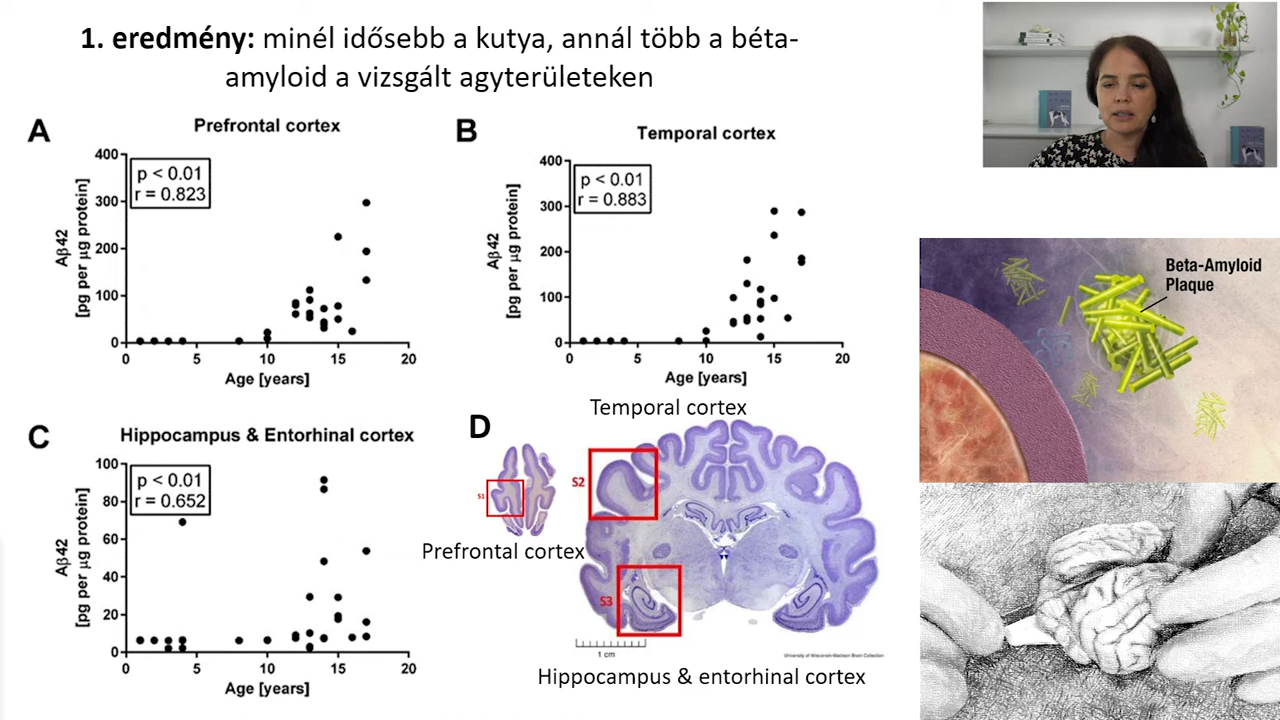 1. eredmény: minél idősebb a kutya, annál több a béta-
amyloid a vizsgált agyterületeken
A
Prefrontal cortex
p < 0.01
r = 0.823
400
300
200
100
0
Aβ42
[pg per µg protein]
0 5 10 15 20
Age [years]
B
Temporal cortex
p < 0.01
r = 0.883
400
300
200
100
0
Aβ42
[pg per µg protein]
0 5 10 15 20
Age [years]
C
Hippocampus & Entorhinal cortex
p < 0.01
r = 0.652
100
80
60
40
20
0
Aβ42
[pg per µg protein]
0 5 10 15 20
Age [years]
Temporal cortex
D
S1
S2
S3
Prefrontal cortex
1 cm
University of Wisconsin-Madison Brain Collection
Hippocampus & entorhinal cortex
Beta-Amyloid
Plaque